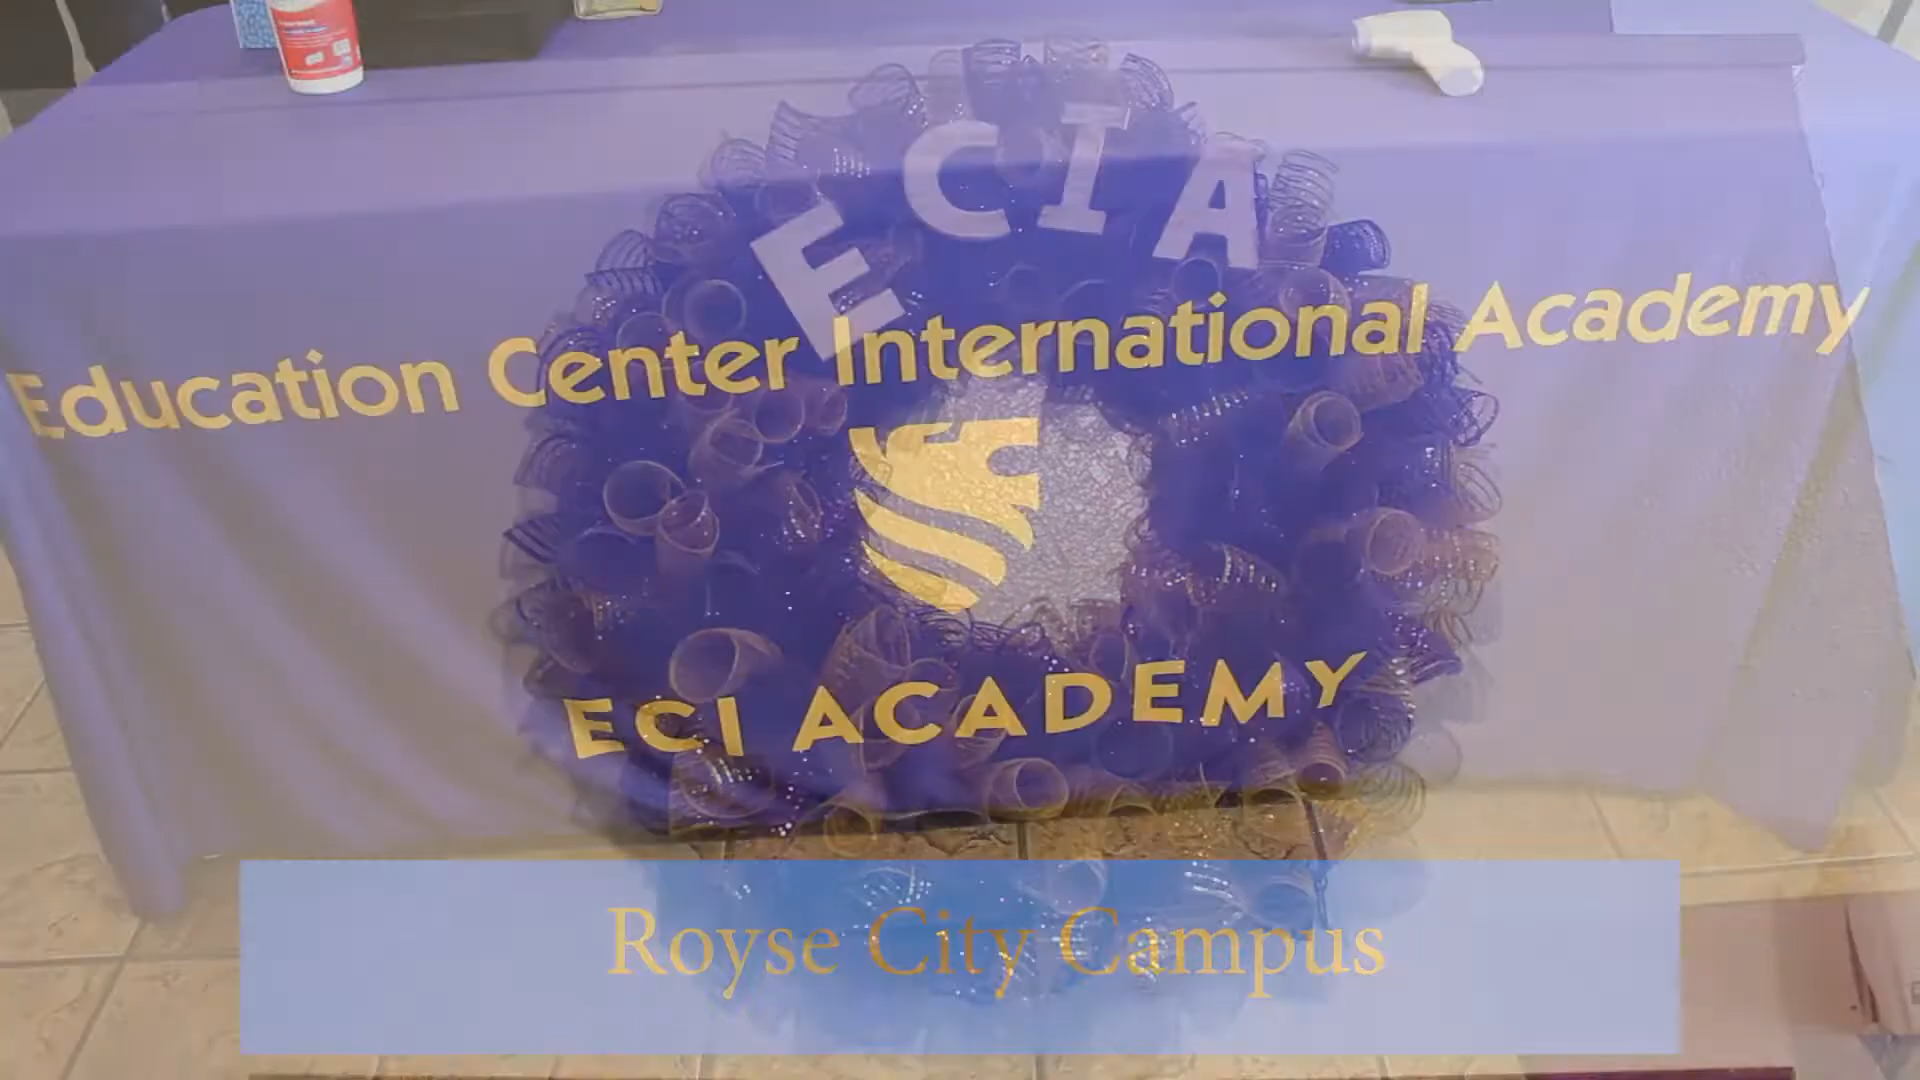 ECIA
Education Center International Academy
ECI ACADEMY
Royse City Campus